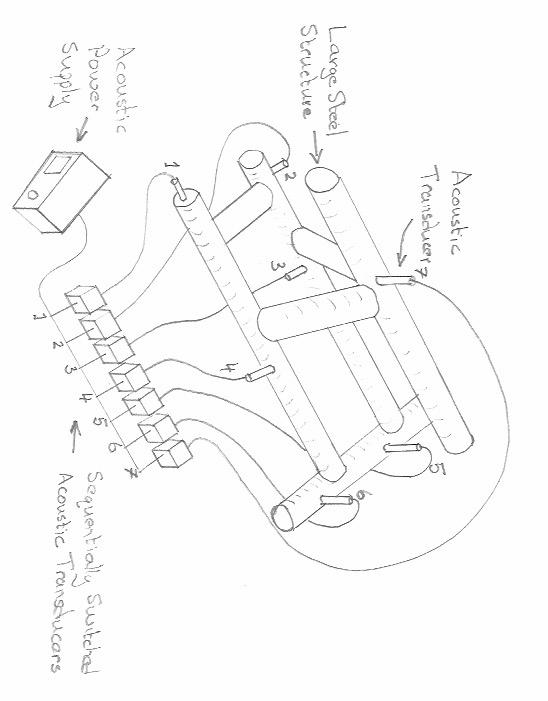 Acoustic
Transducer
7
Large Steel
Structure
2
1
3
4
5
6
Acoustic
Power
Supply
1
2
3
4
5
6
7
Sequentially Switched
Acoustic Transducers